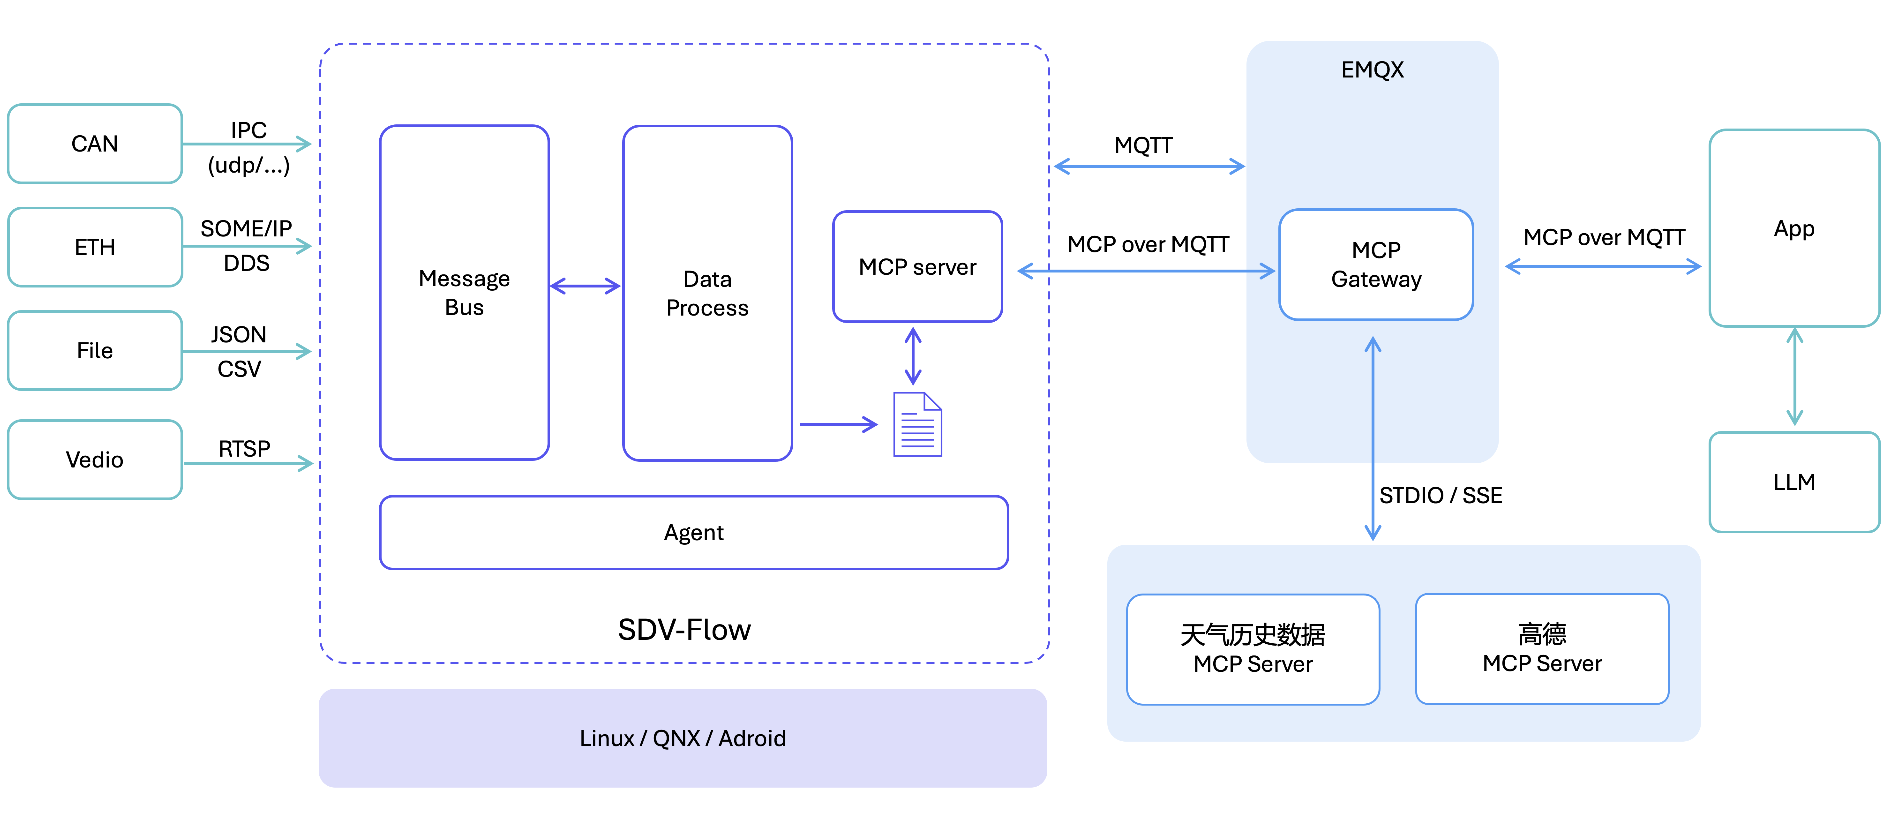 CAN
IPC
(udp/...)
ETH
SOME/IP
DDS
File
JSON
CSV
Vedio
RTSP
Message
Bus
Data
Process
MCP server
Agent
SDV-Flow
Linux / QNX / Adroid
MQTT
MCP over MQTT
EMQX
MCP
Gateway
MCP over MQTT
App
LLM
STDIO / SSE
天气历史数据
MCP Server
高德
MCP Server